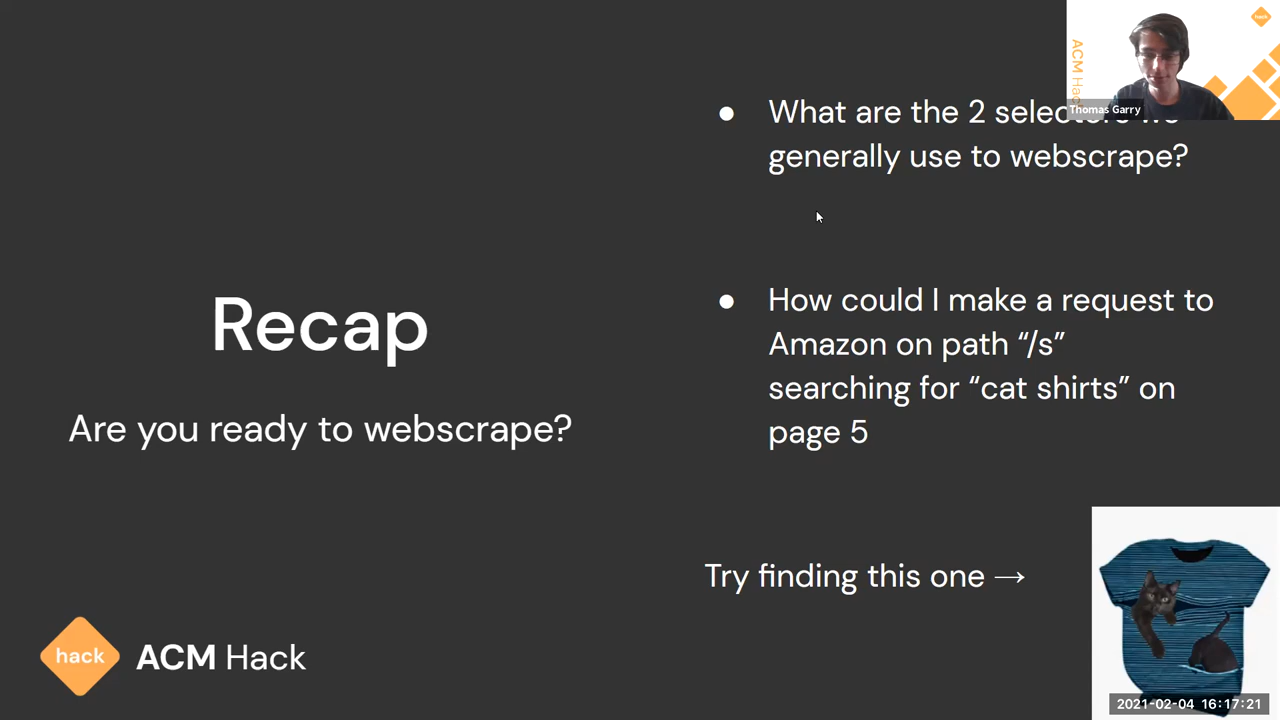 Recap
Are you ready to webscrape?
hack
ACM Hack
● What are the 2
generally use to webscrape?
● How could I make a request to
Amazon on path “/s”
searching for “cat shirts” on
page 5
Try finding this one →
hack
ACM
Thomas Garry
2021-02-04 16:17:21